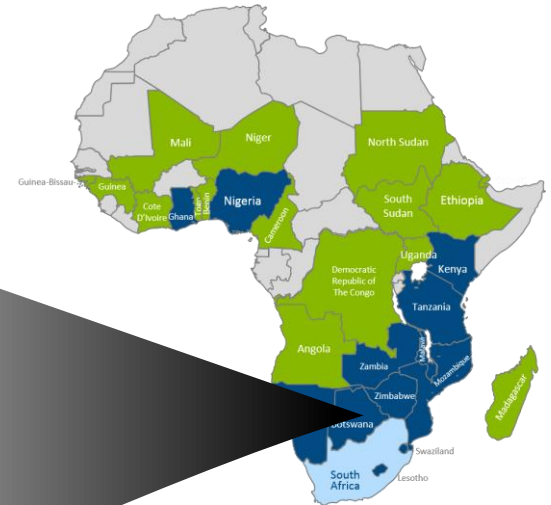 Mali
Niger
North Sudan
Guinea-Bissau
Guinea
Cote
D'Ivoire
Ghana
Benin
Nigeria
Cameroon
South
Sudan
Ethiopia
Uganda
Kenya
Democratic
Republic of
The Congo
Tanzania
Angola
Zambia
Malawi
Mozambique
Zimbabwe
Madagascar
Botswana
Swaziland
South
Africa
Lesotho